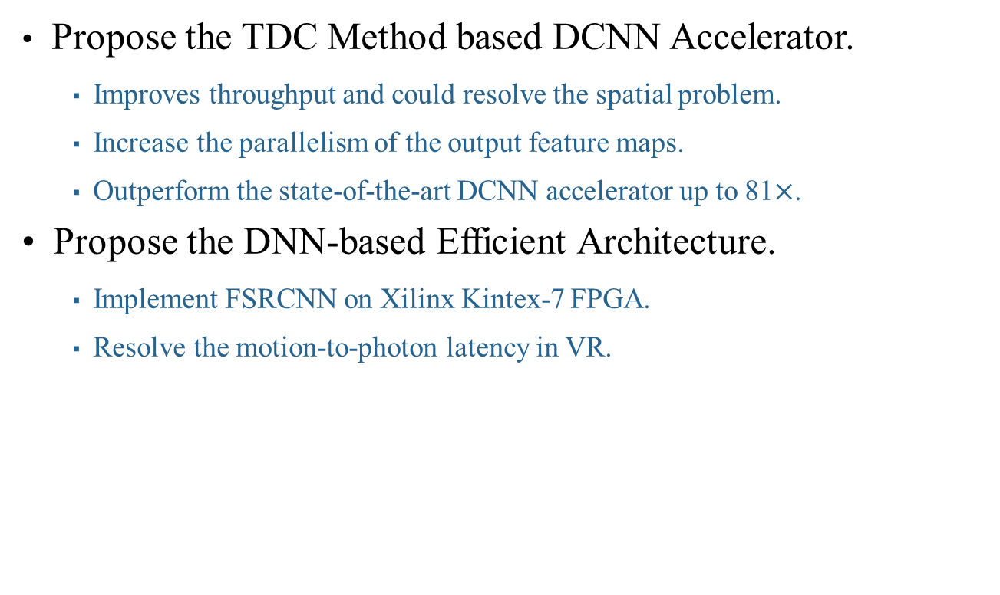 • Propose the TDC Method based DCNN Accelerator.
▪ Improves throughput and could resolve the spatial problem.
▪ Increase the parallelism of the output feature maps.
▪ Outperform the state-of-the-art DCNN accelerator up to 81×.
• Propose the DNN-based Efficient Architecture.
▪ Implement FSRCNN on Xilinx Kintex-7 FPGA.
▪ Resolve the motion-to-photon latency in VR.